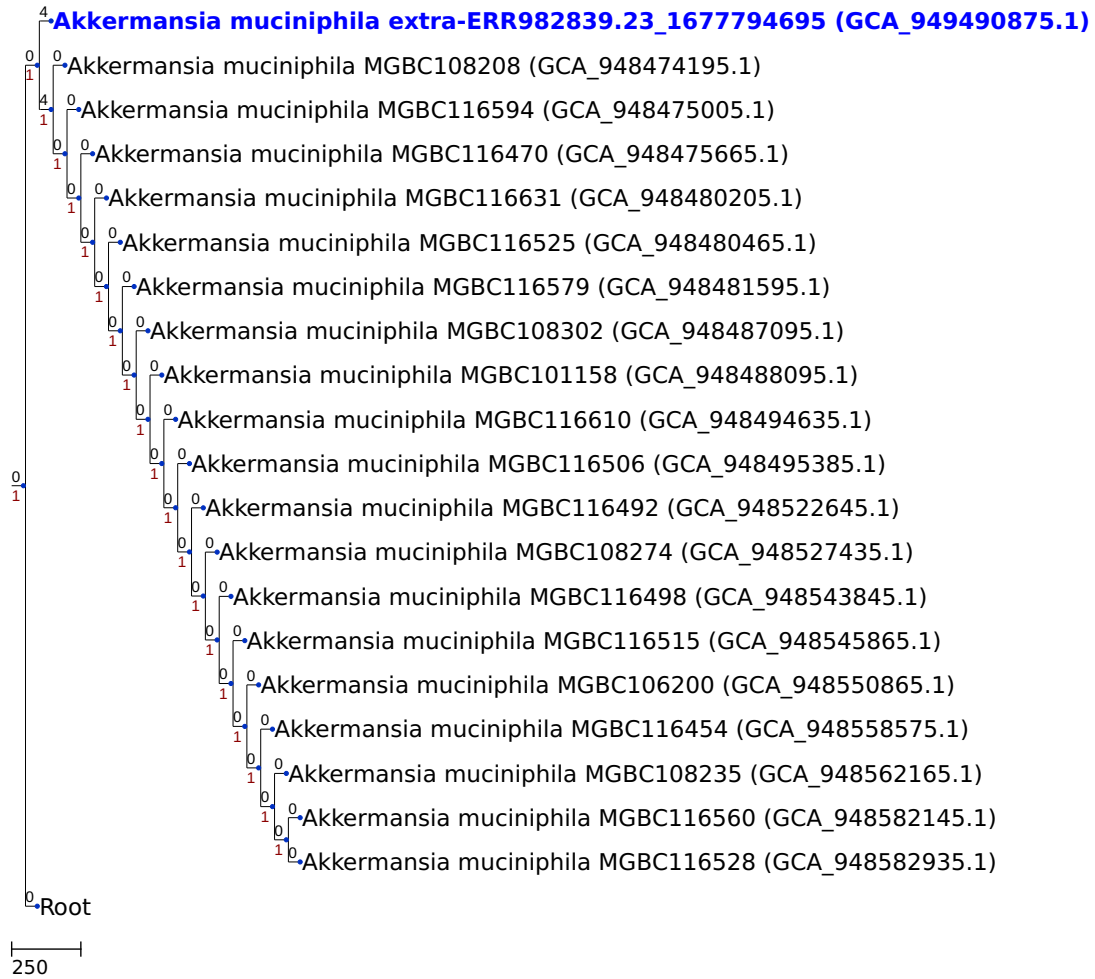 4
Akkermansia muciniphila extra-ERR982839.23_1677794695 (GCA_949490875.1)
0
1
0
Akkermansia muciniphila MGBC108208 (GCA_948474195.1)
4
1
0
Akkermansia muciniphila MGBC116594 (GCA_948475005.1)
0
1
0
Akkermansia muciniphila MGBC116470 (GCA_948475665.1)
0
1
0
Akkermansia muciniphila MGBC116631 (GCA_948480205.1)
0
1
0
Akkermansia muciniphila MGBC116525 (GCA_948480465.1)
0
1
0
Akkermansia muciniphila MGBC116579 (GCA_948481595.1)
0
1
0
Akkermansia muciniphila MGBC108302 (GCA_948487095.1)
0
1
0
Akkermansia muciniphila MGBC101158 (GCA_948488095.1)
0
1
0
Akkermansia muciniphila MGBC116610 (GCA_948494635.1)
0
1
0
Akkermansia muciniphila MGBC116506 (GCA_948495385.1)
0
1
0
1
0
Akkermansia muciniphila MGBC116492 (GCA_948522645.1)
0
1
0
Akkermansia muciniphila MGBC108274 (GCA_948527435.1)
0
1
0
Akkermansia muciniphila MGBC116498 (GCA_948543845.1)
0
1
0
Akkermansia muciniphila MGBC116515 (GCA_948545865.1)
0
1
0
Akkermansia muciniphila MGBC106200 (GCA_948550865.1)
0
1
0
Akkermansia muciniphila MGBC116454 (GCA_948558575.1)
0
1
0
Akkermansia muciniphila MGBC108235 (GCA_948562165.1)
0
1
0
Akkermansia muciniphila MGBC116560 (GCA_948582145.1)
0
1
0
Akkermansia muciniphila MGBC116528 (GCA_948582935.1)
0
Root
250